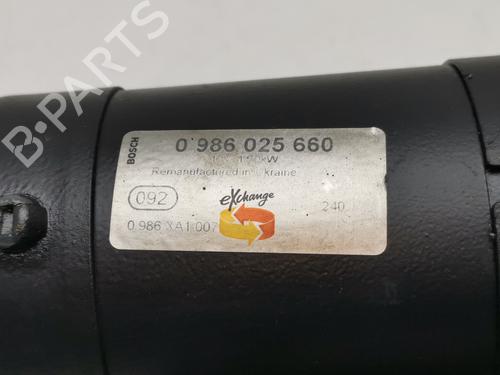 BOSCH
0 986 025 660
Remanufactured in Ukraine
092
eXchange
240
0 986 XA1 007
B-PARTS